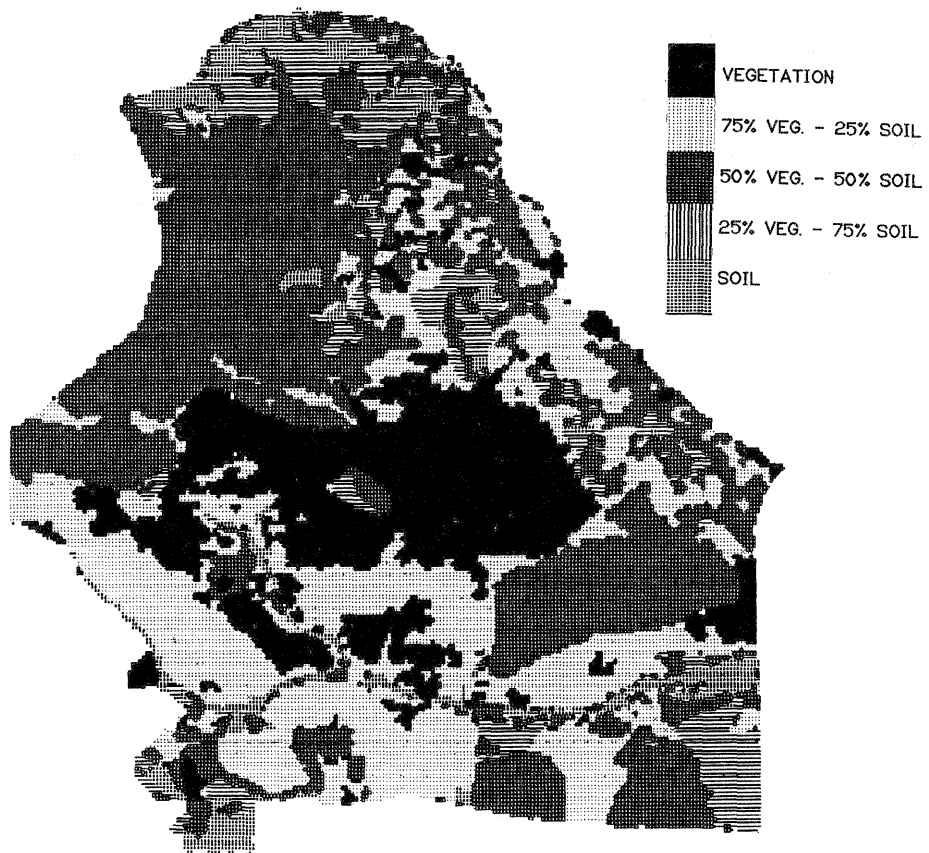 VEGETATION
75% VEG. - 25% SOIL
50% VEG. - 50% SOIL
25% VEG. - 75% SOIL
SOIL